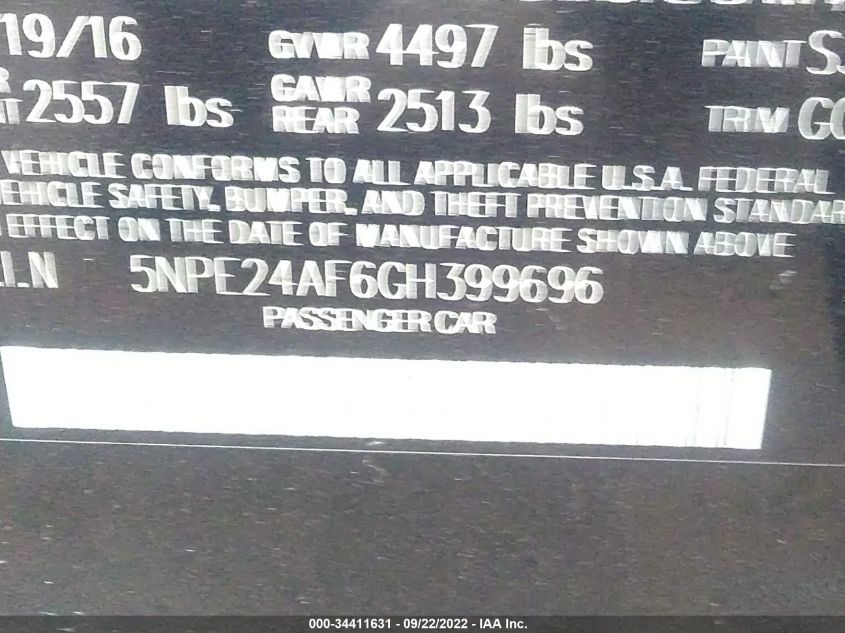 /19/16 GVWR 4497 lbs PAINT
2557 lbs GAWR REAR 2513 lbs TRIM
VEHICLE CONFORMS TO ALL APPLICABLE U.S.A. FEDERAL
VEHICLE SAFETY, BUMPER, AND THEFT PREVENTION STANDAR
EFFECT ON THE DATE OF MANUFACTURE SHOWN ABOVE
I.N 5NPE24AF6GH399696
PASSENGER CAR
000-34411631 - 09/22/2022 - IAA Inc.